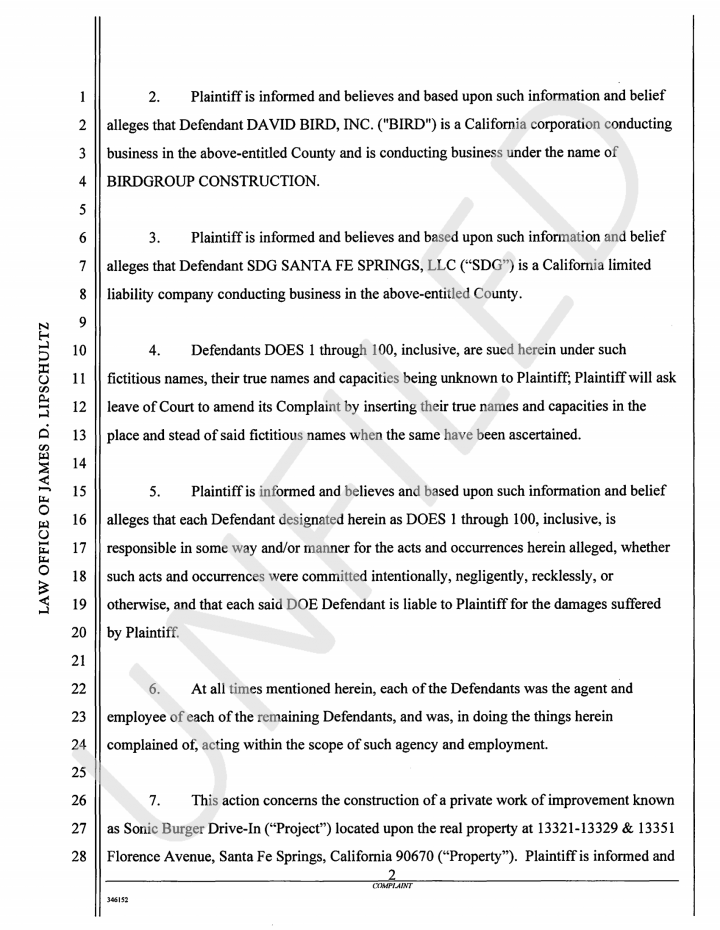 1 2. Plaintiff is informed and believes and based upon such information and belief
2 alleges that Defendant DAVID BIRD, INC. ("BIRD") is a California corporation conducting
3 business in the above-entitled County and is conducting business under the name of
4 BIRDGROUP CONSTRUCTION.
5
6 3. Plaintiff is informed and believes and based upon such information and belief
7 alleges that Defendant SDG SANTA FE SPRINGS, LLC (“SDG”) is a California limited
8 liability company conducting business in the above-entitled County.
9
10 4. Defendants DOES 1 through 100, inclusive, are sued herein under such
11 fictitious names, their true names and capacities being unknown to Plaintiff; Plaintiff will ask
12 leave of Court to amend its Complaint by inserting their true names and capacities in the
13 place and stead of said fictitious names when the same have been ascertained.
14
15 5. Plaintiff is informed and believes and based upon such information and belief
16 alleges that each Defendant designated herein as DOES 1 through 100, inclusive, is
17 responsible in some way and/or manner for the acts and occurrences herein alleged, whether
18 such acts and occurrences were committed intentionally, negligently, recklessly, or
19 otherwise, and that each said DOE Defendant is liable to Plaintiff for the damages suffered
20 by Plaintiff.
21
22 6. At all times mentioned herein, each of the Defendants was the agent and
23 employee of each of the remaining Defendants, and was, in doing the things herein
24 complained of, acting within the scope of such agency and employment.
25
26 7. This action concerns the construction of a private work of improvement known
27 as Sonic Burger Drive-In (“Project”) located upon the real property at 13321-13329 & 13351
28 Florence Avenue, Santa Fe Springs, California 90670 (“Property”). Plaintiff is informed and
2
COMPLAINT
346152
LAW OFFICE OF JAMES D. LIPSCHULTZ
UNFILED